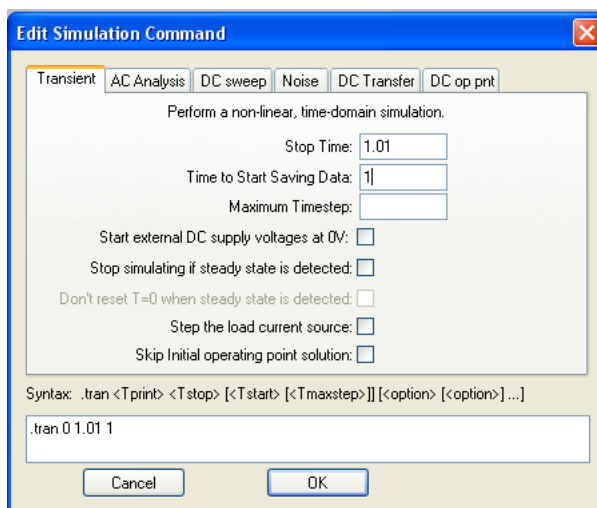 Edit Simulation Command
Transient AC Analysis DC sweep Noise DC Transfer DC op pnt
Perform a non-linear, time-domain simulation.
Stop Time: 1.01
Time to Start Saving Data: 1
Maximum Timestep:
Start external DC supply voltages at 0V:
Stop simulating if steady state is detected:
Don't reset T=0 when steady state is detected:
Step the load current source:
Skip Initial operating point solution:
Syntax: .tran <Tprint> <Tstop> [<Tstart> [<Tmaxstep>]] [<option> [<option>] ...]
.tran 0 1.01 1
Cancel OK